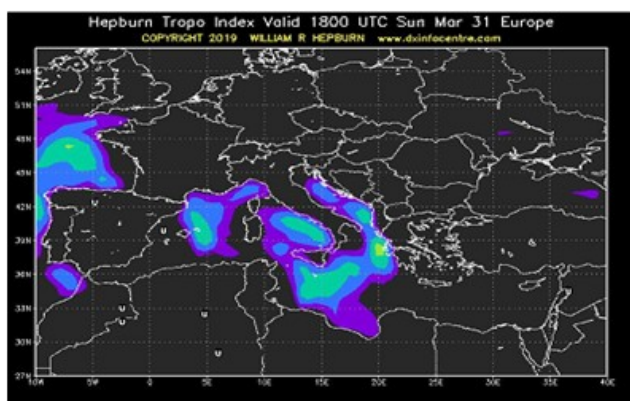 Hepburn Tropo Index Valid 1800 UTC Sun Mar 31 Europe
COPYRIGHT 2019 WILLIAM R HEPBURN www.dxinfocentre.com
54N
51N
48N
45N
42N
U
U
39N
36N
33N
U
U
U
30N
U
27N
10W 5W 0 5E 10E 15E 20E 25E 30E 35E 40E